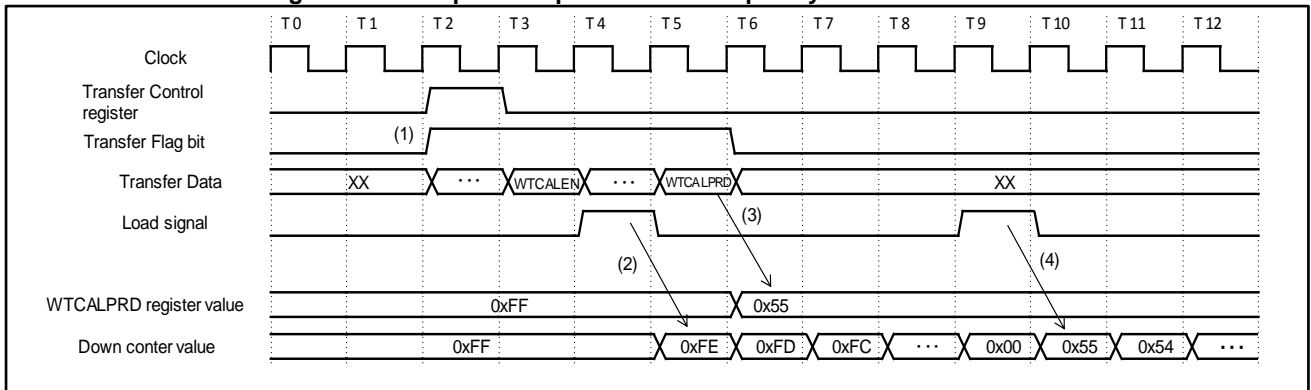 T0 T1 T2 T3 T4 T5 T6 T7 T8 T9 T10 T11 T12
Clock
Transfer Control
register
(1)
Transfer Flag bit
Transfer Data XX ... WTCALEN ... WTCALPRD XX
Load signal
(3)
(2) (4)
WTCALPRD register value 0xFF 0x55
Down conter value 0xFF 0xFE 0xFD 0xFC ... 0x00 0x55 0x54 ...